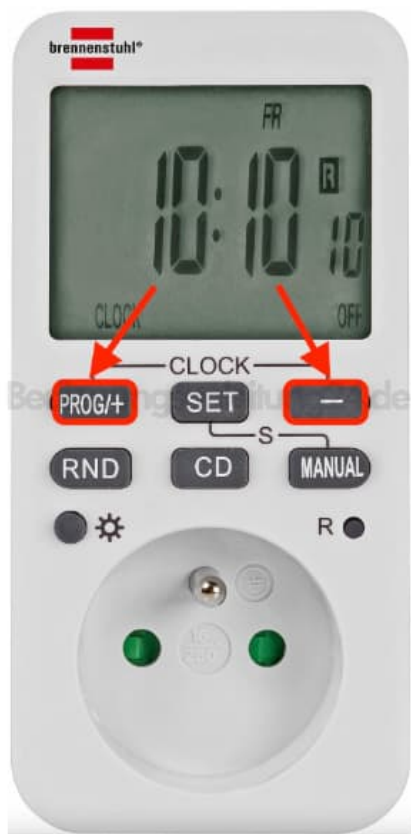 brennenstuhl®
FR
10:10 R
10
CLOCK OFF
CLOCK
PROG/+ SET –
S
RND CD MANUAL
R